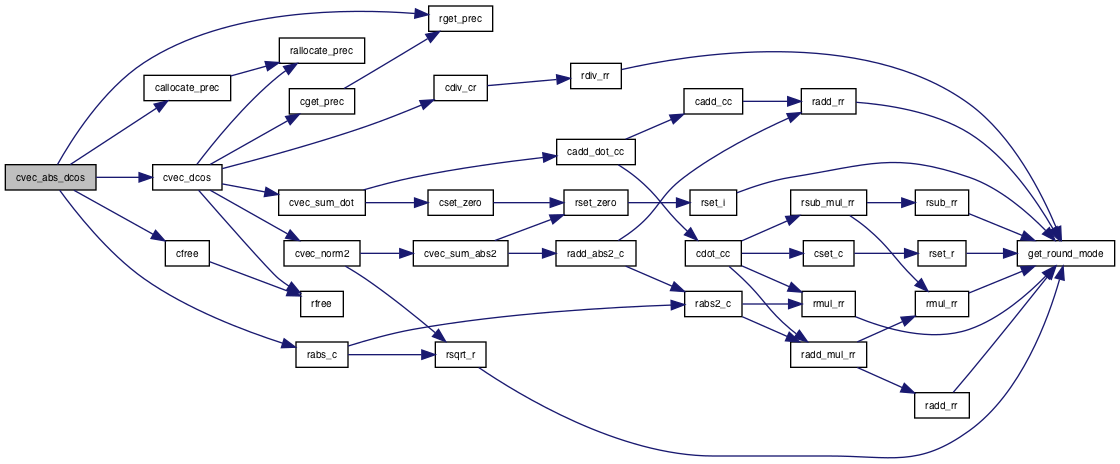 cvec_abs_dcos
callocate_prec
cvec_dcos
cfree
rallocate_prec
cget_prec
cvec_sum_dot
cvec_norm2
rfree
rabs_c
rget_prec
cdiv_cr
cset_zero
cvec_sum_abs2
rsqrt_r
rdiv_rr
cadd_dot_cc
rset_zero
radd_abs2_c
cadd_cc
rset_i
cdot_cc
rabs2_c
radd_rr
rsub_mul_rr
cset_c
rmul_rr
radd_mul_rr
rsub_rr
rset_r
rmul_rr
radd_rr
get_round_mode